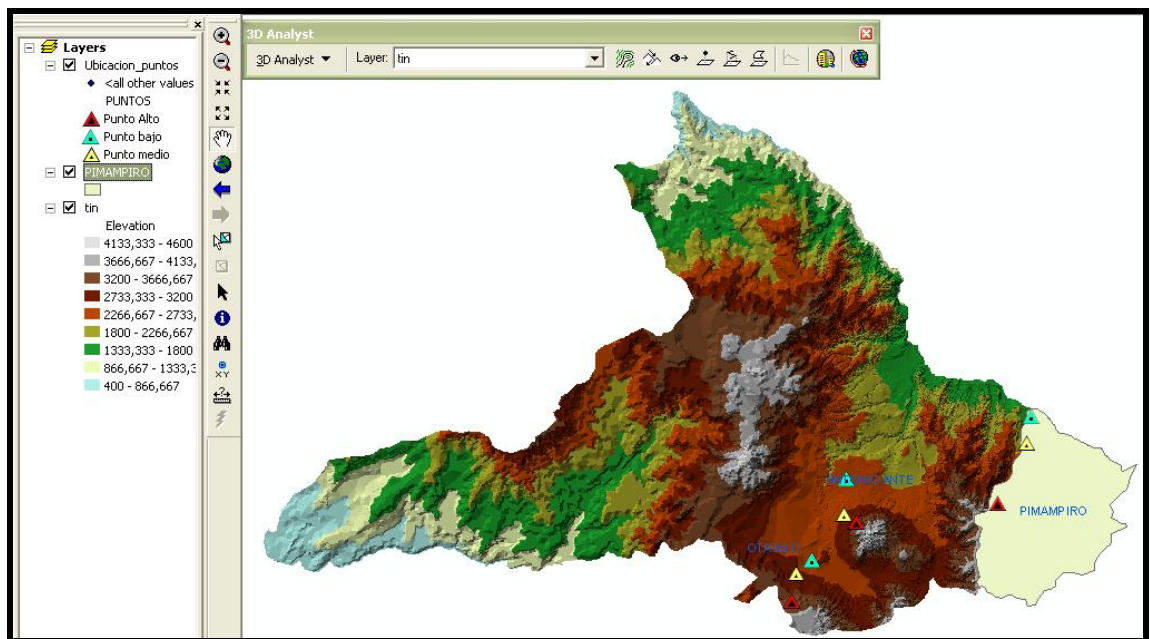 Layers
Ubicacion_puntos
<all other values
PUNTOS
Punto Alto
Punto bajo
Punto medio
PIMAMPIRO
tin
Elevation
4133,333 - 4600
3666,667 - 4133,
3200 - 3666,667
2733,333 - 3200
2266,667 - 2733,
1800 - 2266,667
1333,333 - 1800
866,667 - 1333,3
400 - 866,667
3D Analyst
3D Analyst
Layer:
tin
XY
PIMAMPIRO